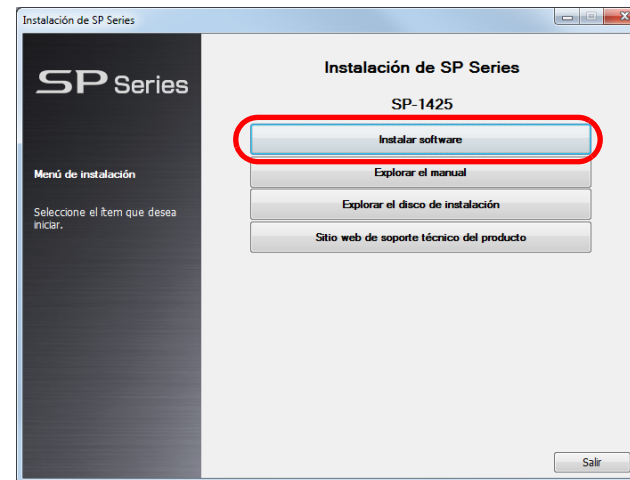 Instalación de SP Series
SP Series
Menú de instalación
Seleccione el ítem que desea
iniciar.
Instalación de SP Series
SP-1425
Instalar software
Explorar el manual
Explorar el disco de instalación
Sitio web de soporte técnico del producto
Salir